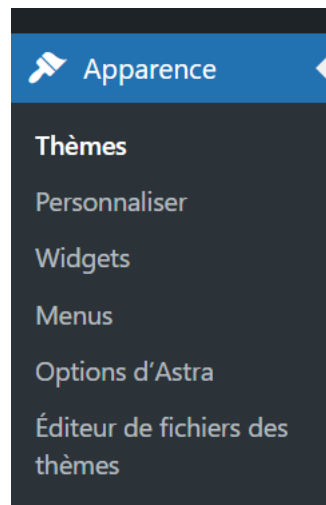 Apparence
Thèmes
Personnaliser
Widgets
Menus
Options d’Astra
Éditeur de fichiers des
thèmes